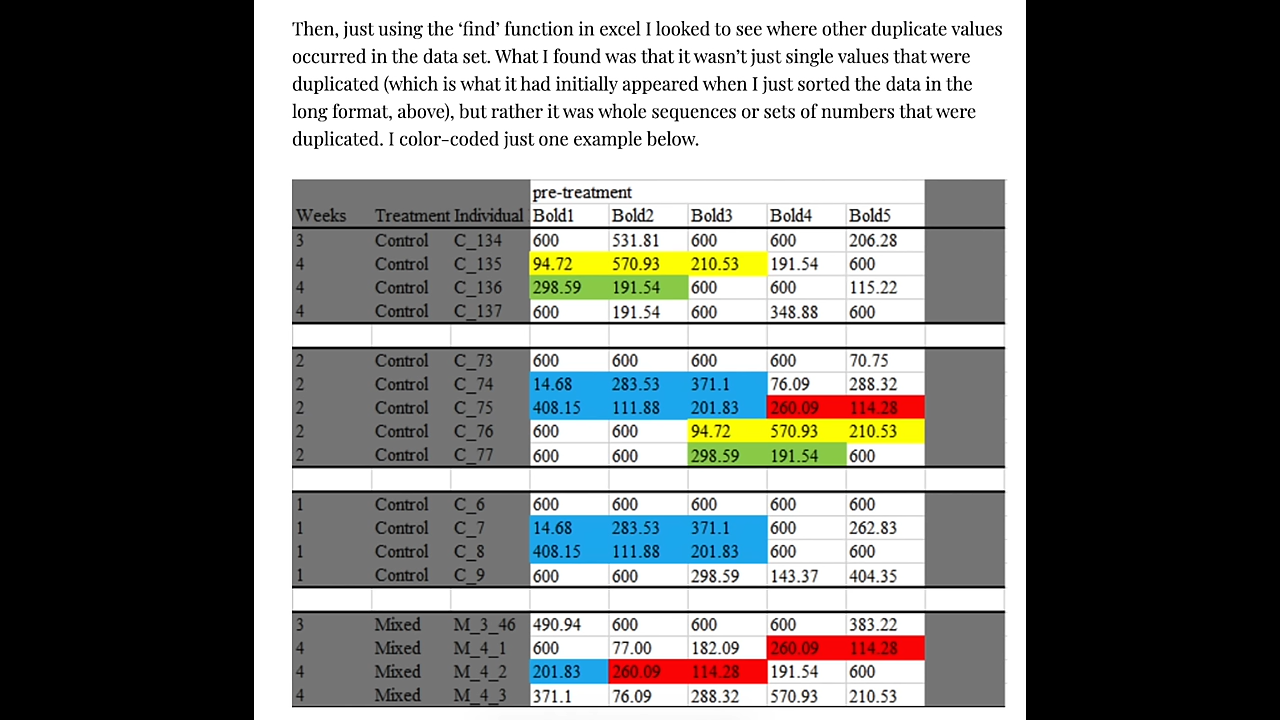 Then, just using the ‘find’ function in excel I looked to see where other duplicate values
occurred in the data set. What I found was that it wasn’t just single values that were
duplicated (which is what it had initially appeared when I just sorted the data in the
long format, above), but rather it was whole sequences or sets of numbers that were
duplicated. I color-coded just one example below.
pre-treatment
Weeks Treatment Individual Bold1 Bold2 Bold3 Bold4 Bold5
3 Control C_134 600 531.81 600 600 206.28
4 Control C_135 94.72 570.93 210.53 191.54 600
4 Control C_136 298.59 191.54 600 600 115.22
4 Control C_137 600 191.54 600 348.88 600
2 Control C_73 600 600 600 600 70.75
2 Control C_74 14.68 283.53 371.1 76.09 288.32
2 Control C_75 408.15 111.88 201.83 260.09 114.28
2 Control C_76 600 600 94.72 570.93 210.53
2 Control C_77 600 600 298.59 191.54 600
1 Control C_6 600 600 600 600 600
1 Control C_7 14.68 283.53 371.1 600 262.83
1 Control C_8 408.15 111.88 201.83 600 600
1 Control C_9 600 600 298.59 143.37 404.35
3 Mixed M_3_46 490.94 600 600 600 383.22
4 Mixed M_4_1 600 77.00 182.09 260.09 114.28
4 Mixed M_4_2 201.83 260.09 114.28 191.54 600
4 Mixed M_4_3 371.1 76.09 288.32 570.93 210.53